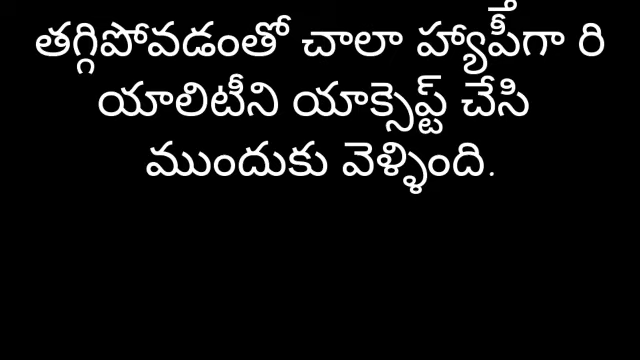 తగ్గిపోవడంతో చాలా హ్యాపీగా రి
యాలిటీని యాక్సెప్ట్ చేసి
ముందుకు వెళ్ళింది.